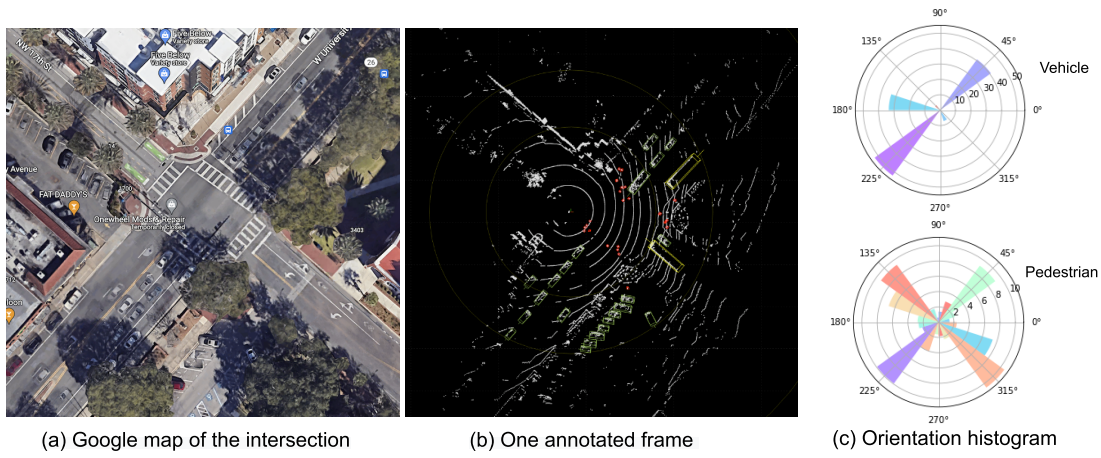 Five Below
Variety store
Five Below
Variety store
NW 17th St
W University
26
y Avenue
1200
FAT DADDY'S
Onewheel Mods & Repair
Temporarily closed
3403
loon
(a) Google map of the intersection
(b) One annotated frame
90°
135°
45°
Vehicle
50
40
30
20
10
180°
0°
225°
315°
270°
90°
135°
45°
Pedestrian
10
8
6
4
2
180°
0°
225°
315°
270°
(c) Orientation histogram